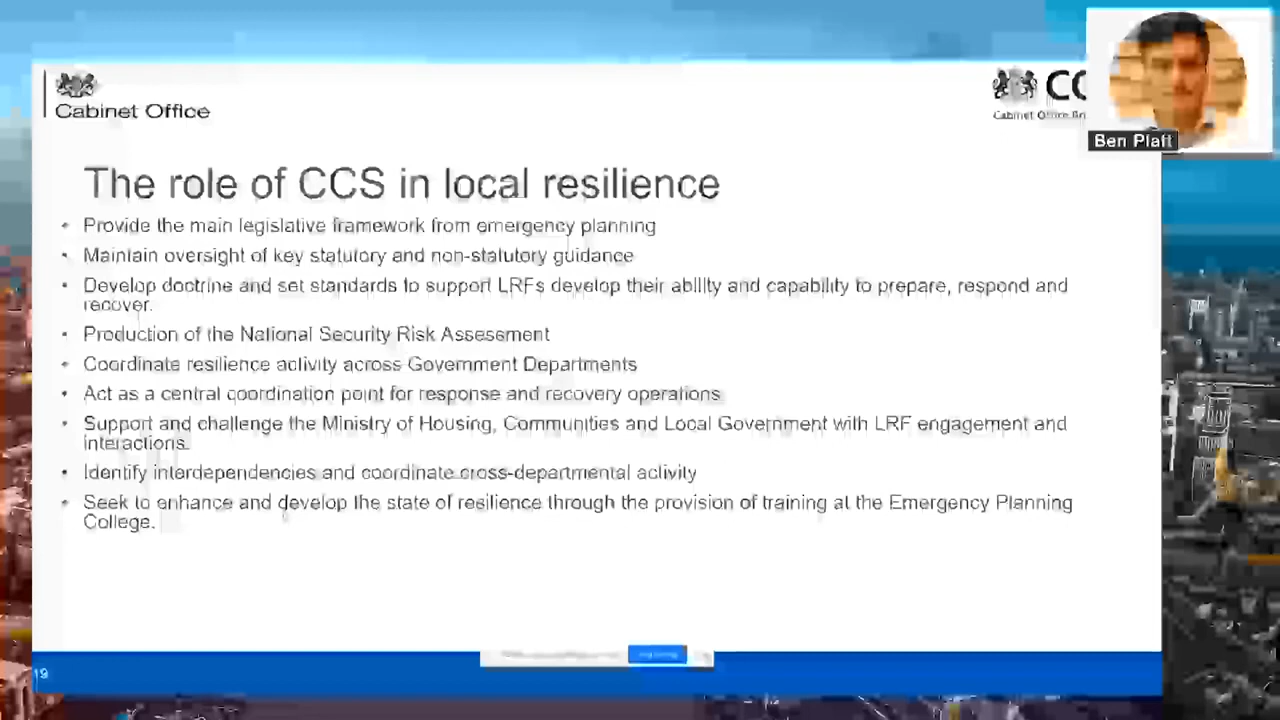 Cabinet Office
CC
Cabinet Office
Ben Platt
The role of CCS in local resilience
• Provide the main legislative framework from emergency planning
• Maintain oversight of key statutory and non-statutory guidance
• Develop doctrine and set standards to support LRFs develop their ability and capability to prepare, respond and
recover.
• Production of the National Security Risk Assessment
• Coordinate resilience activity across Government Departments
• Act as a central coordination point for response and recovery operations
• Support and challenge the Ministry of Housing, Communities and Local Government with LRF engagement and
interactions.
• Identify interdependencies and coordinate cross-departmental activity
• Seek to enhance and develop the state of resilience through the provision of training at the Emergency Planning
College.
19